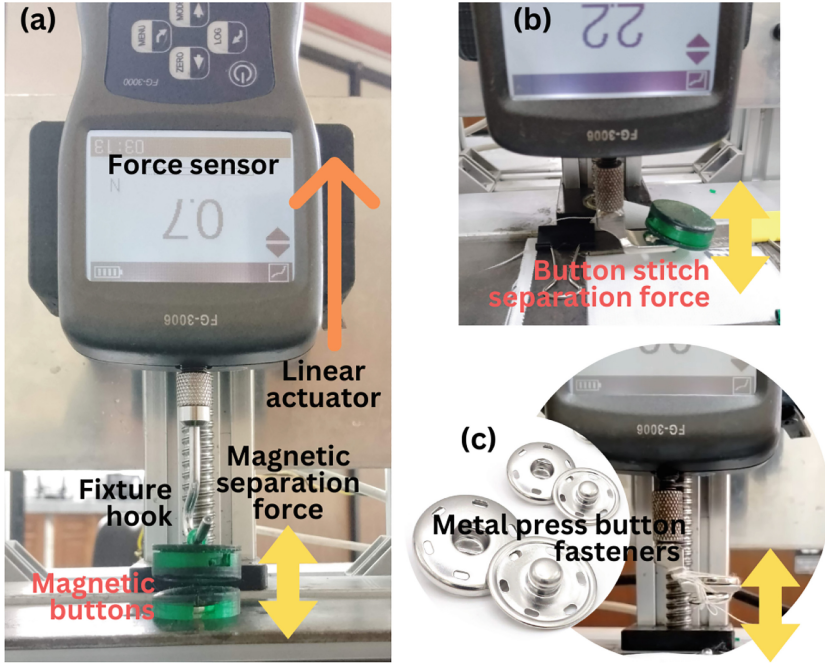 (a)
MENU
MODE
LOG
ZERO
FG-3000
03:13
Force sensor
N
0.7
FG-3006
Linear
actuator
Magnetic
separation
force
Fixture
hook
Magnetic
buttons
(b)
2.2
FG-3006
Button stitch
separation force
(c)
FG-3006
Metal press button
fasteners